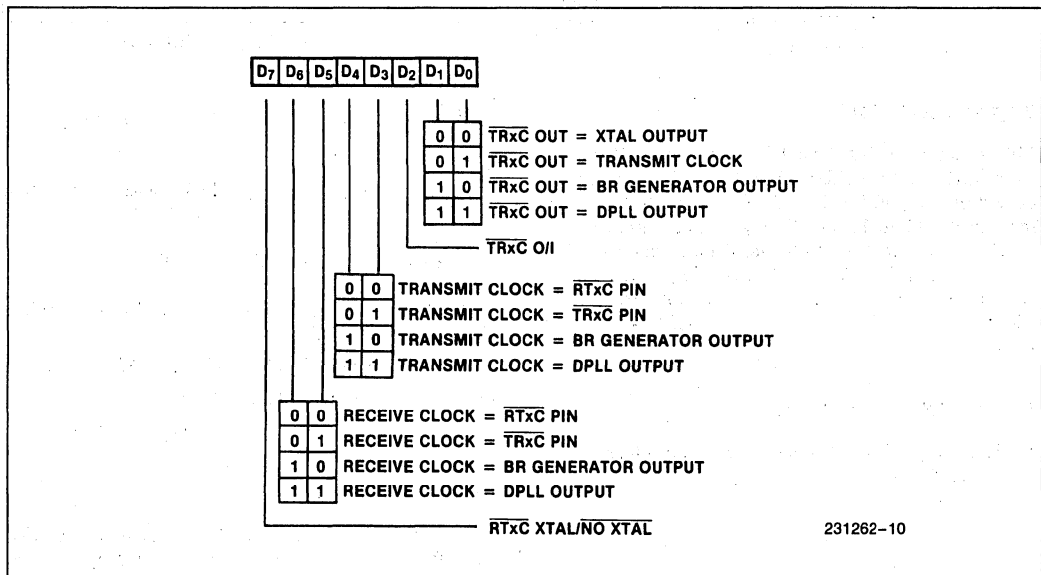 D7 D6 D5 D4 D3 D2 D1 D0
0 0 TRxC OUT = XTAL OUTPUT
0 1 TRxC OUT = TRANSMIT CLOCK
1 0 TRxC OUT = BR GENERATOR OUTPUT
1 1 TRxC OUT = DPLL OUTPUT
TRxC O/I
0 0 TRANSMIT CLOCK = RTxC PIN
0 1 TRANSMIT CLOCK = TRxC PIN
1 0 TRANSMIT CLOCK = BR GENERATOR OUTPUT
1 1 TRANSMIT CLOCK = DPLL OUTPUT
0 0 RECEIVE CLOCK = RTxC PIN
0 1 RECEIVE CLOCK = TRxC PIN
1 0 RECEIVE CLOCK = BR GENERATOR OUTPUT
1 1 RECEIVE CLOCK = DPLL OUTPUT
RTxC XTAL/NO XTAL
231262-10